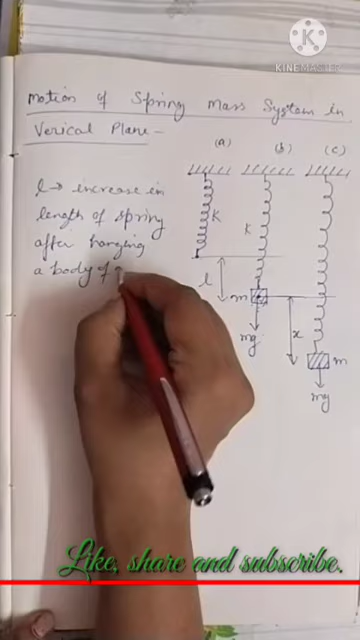 KINEMASTER
Motion of Spring Mass System in
Verical Plane -
(a)
(b)
(c)
l → increase in
length of spring
after hanging
a body of
K
K
l
m
mg
x
m
mg
Like, share and subscribe.